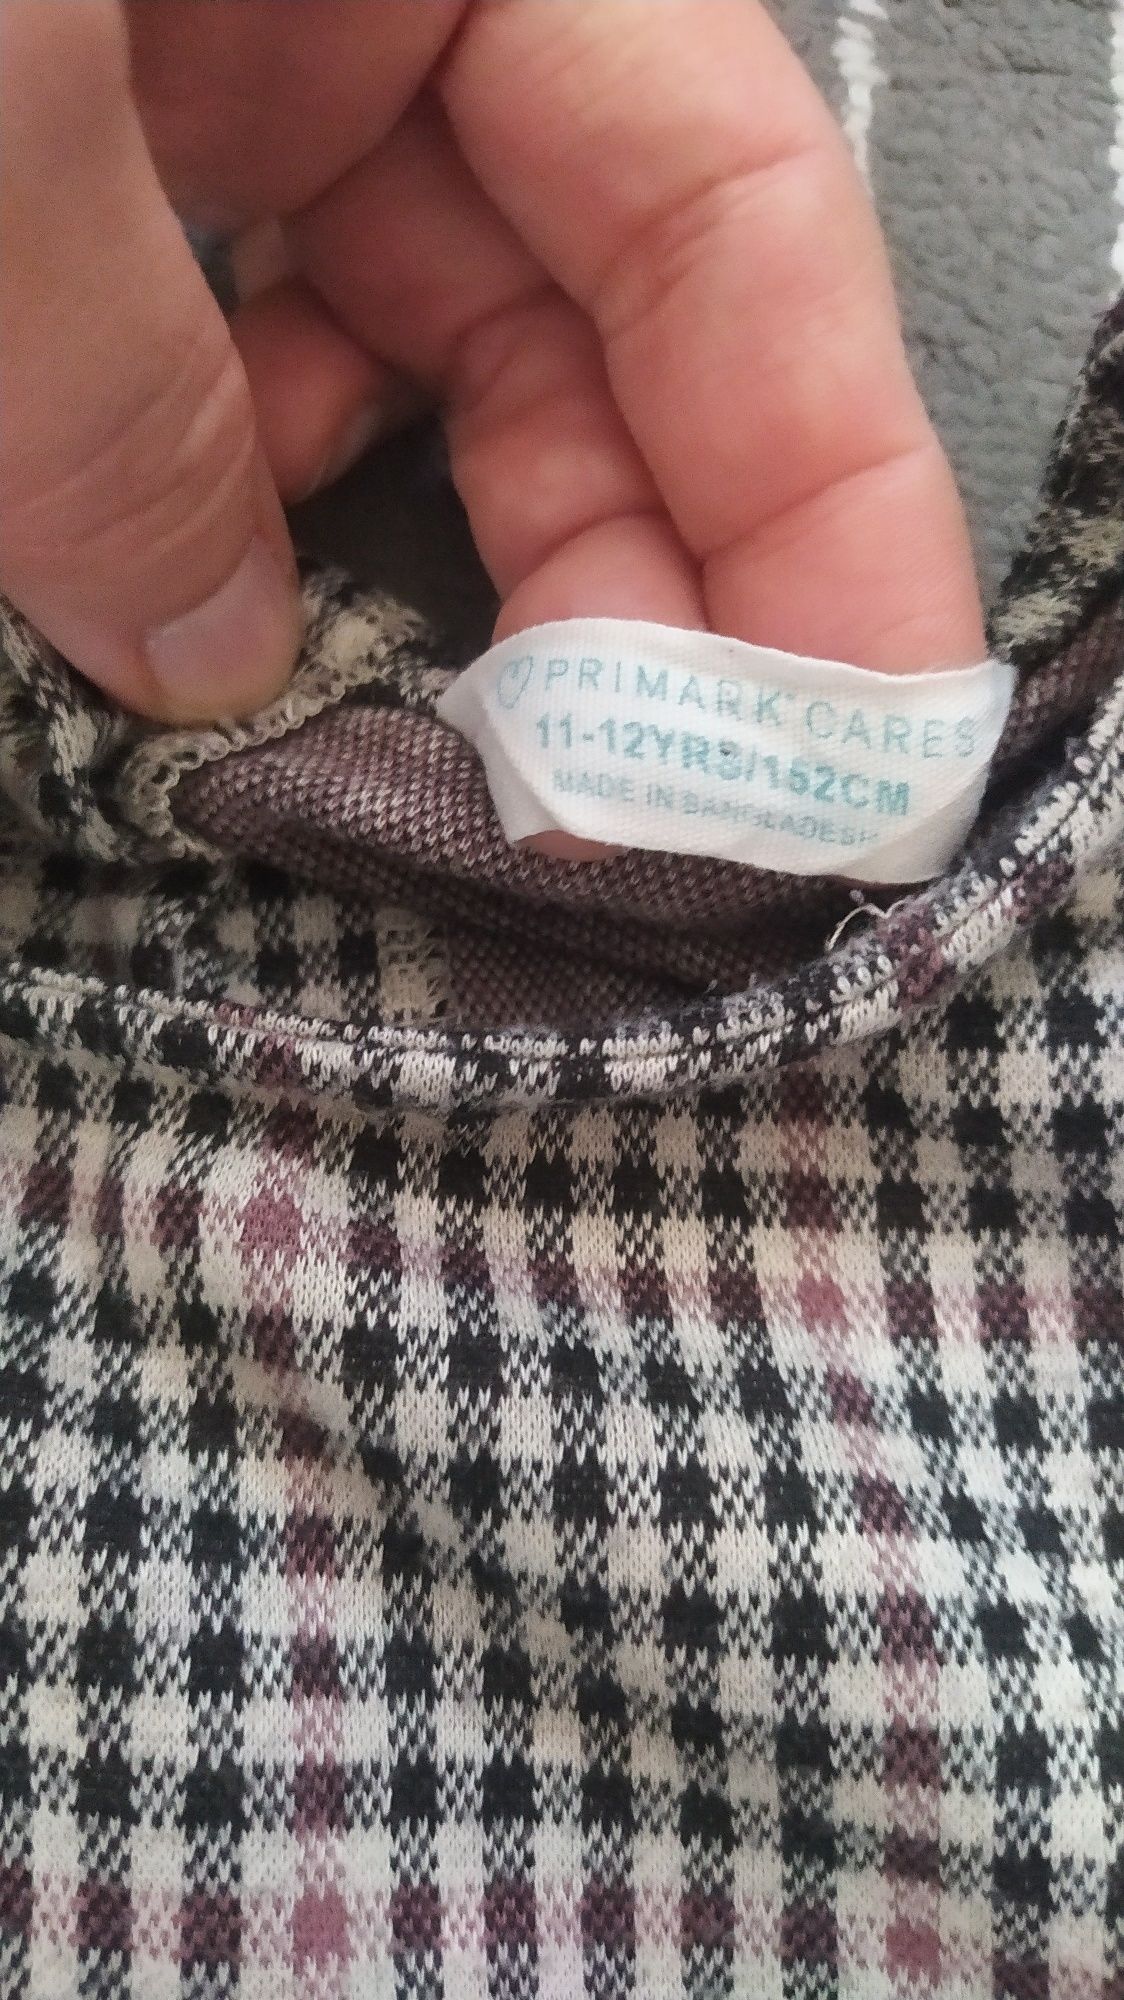 PRIMARK CARES
11-12YRS/152CM
MADE IN BANGLADESH